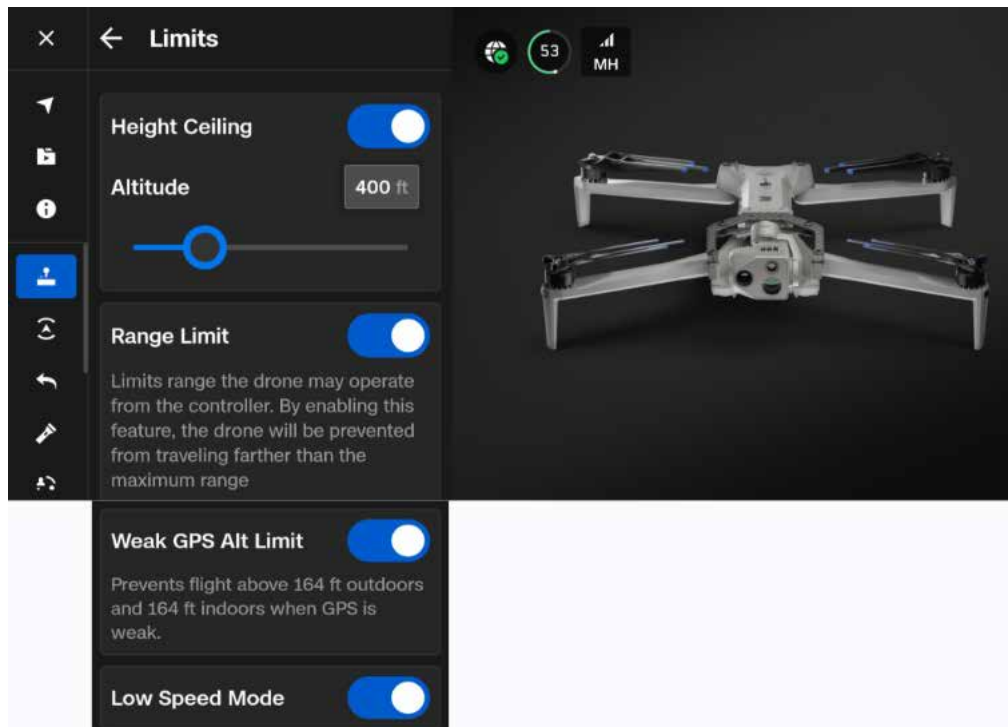 Limits
53
MH
Height Ceiling
Altitude
400 ft
Range Limit
Limits range the drone may operate
from the controller. By enabling this
feature, the drone will be prevented
from traveling farther than the
maximum range
Weak GPS Alt Limit
Prevents flight above 164 ft outdoors
and 164 ft indoors when GPS is
weak.
Low Speed Mode